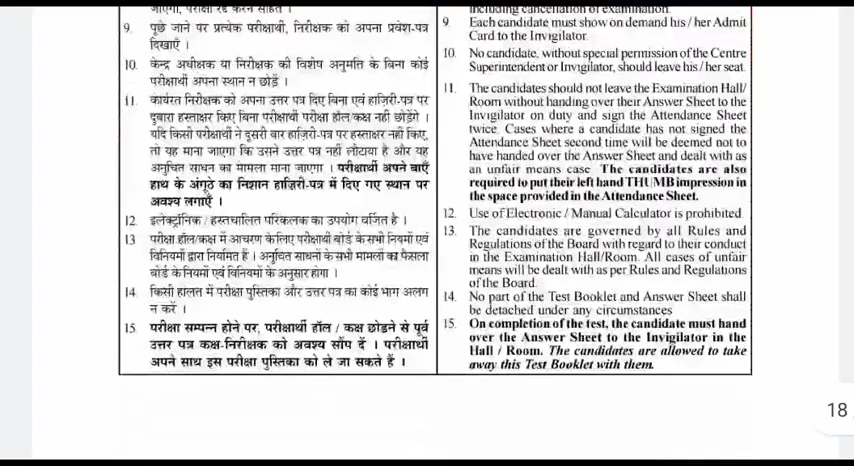 जाएगा, परीक्षा रद्द करने सहित ।
9. पूछे जाने पर प्रत्येक परीक्षार्थी, निरीक्षक को अपना प्रवेश-पत्र
दिखाएँ ।
10. केन्द्र अधीक्षक या निरीक्षक की विशेष अनुमति के बिना कोई
परीक्षार्थी अपना स्थान न छोड़ें ।
11. कार्यरत निरीक्षक को अपना उत्तर पत्र दिए बिना एवं हाज़िरी-पत्र पर
दुबारा हस्ताक्षर किए बिना परीक्षार्थी परीक्षा हॉल/कक्ष नहीं छोड़ेंगे ।
यदि किसी परीक्षार्थी ने दूसरी बार हाज़िरी-पत्र पर हस्ताक्षर नहीं किए,
तो यह माना जाएगा कि उसने उत्तर पत्र नहीं लौटाया है और यह
अनुचित साधन का मामला माना जाएगा । परीक्षार्थी अपने बाएँ
हाथ के अंगूठे का निशान हाज़िरी-पत्र में दिए गए स्थान पर
अवश्य लगाएँ ।
12. इलेक्ट्रॉनिक / हस्तचालित परिकलक का उपयोग वर्जित है ।
13. परीक्षा हॉल/कक्ष में आचरण के लिए परीक्षार्थी बोर्ड के सभी नियमों एवं
विनियमों द्वारा नियमित हैं । अनुचित साधनों के सभी मामलों का फैसला
बोर्ड के नियमों एवं विनियमों के अनुसार होगा ।
14. किसी हालत में परीक्षा पुस्तिका और उत्तर पत्र का कोई भाग अलग
न करें ।
15. परीक्षा सम्पन्न होने पर, परीक्षार्थी हॉल / कक्ष छोड़ने से पूर्व
उत्तर पत्र कक्ष-निरीक्षक को अवश्य सौंप दें । परीक्षार्थी
अपने साथ इस परीक्षा पुस्तिका को ले जा सकते हैं ।
including cancellation of examination.
9. Each candidate must show on demand his / her Admit
Card to the Invigilator.
10. No candidate, without special permission of the Centre
Superintendent or Invigilator, should leave his / her seat.
11. The candidates should not leave the Examination Hall/
Room without handing over their Answer Sheet to the
Invigilator on duty and sign the Attendance Sheet
twice. Cases where a candidate has not signed the
Attendance Sheet second time will be deemed not to
have handed over the Answer Sheet and dealt with as
an unfair means case. The candidates are also
required to put their left hand THUMB impression in
the space provided in the Attendance Sheet.
12. Use of Electronic / Manual Calculator is prohibited.
13. The candidates are governed by all Rules and
Regulations of the Board with regard to their conduct
in the Examination Hall/Room. All cases of unfair
means will be dealt with as per Rules and Regulations
of the Board.
14. No part of the Test Booklet and Answer Sheet shall
be detached under any circumstances.
15. On completion of the test, the candidate must hand
over the Answer Sheet to the Invigilator in the
Hall / Room. The candidates are allowed to take
away this Test Booklet with them.
18